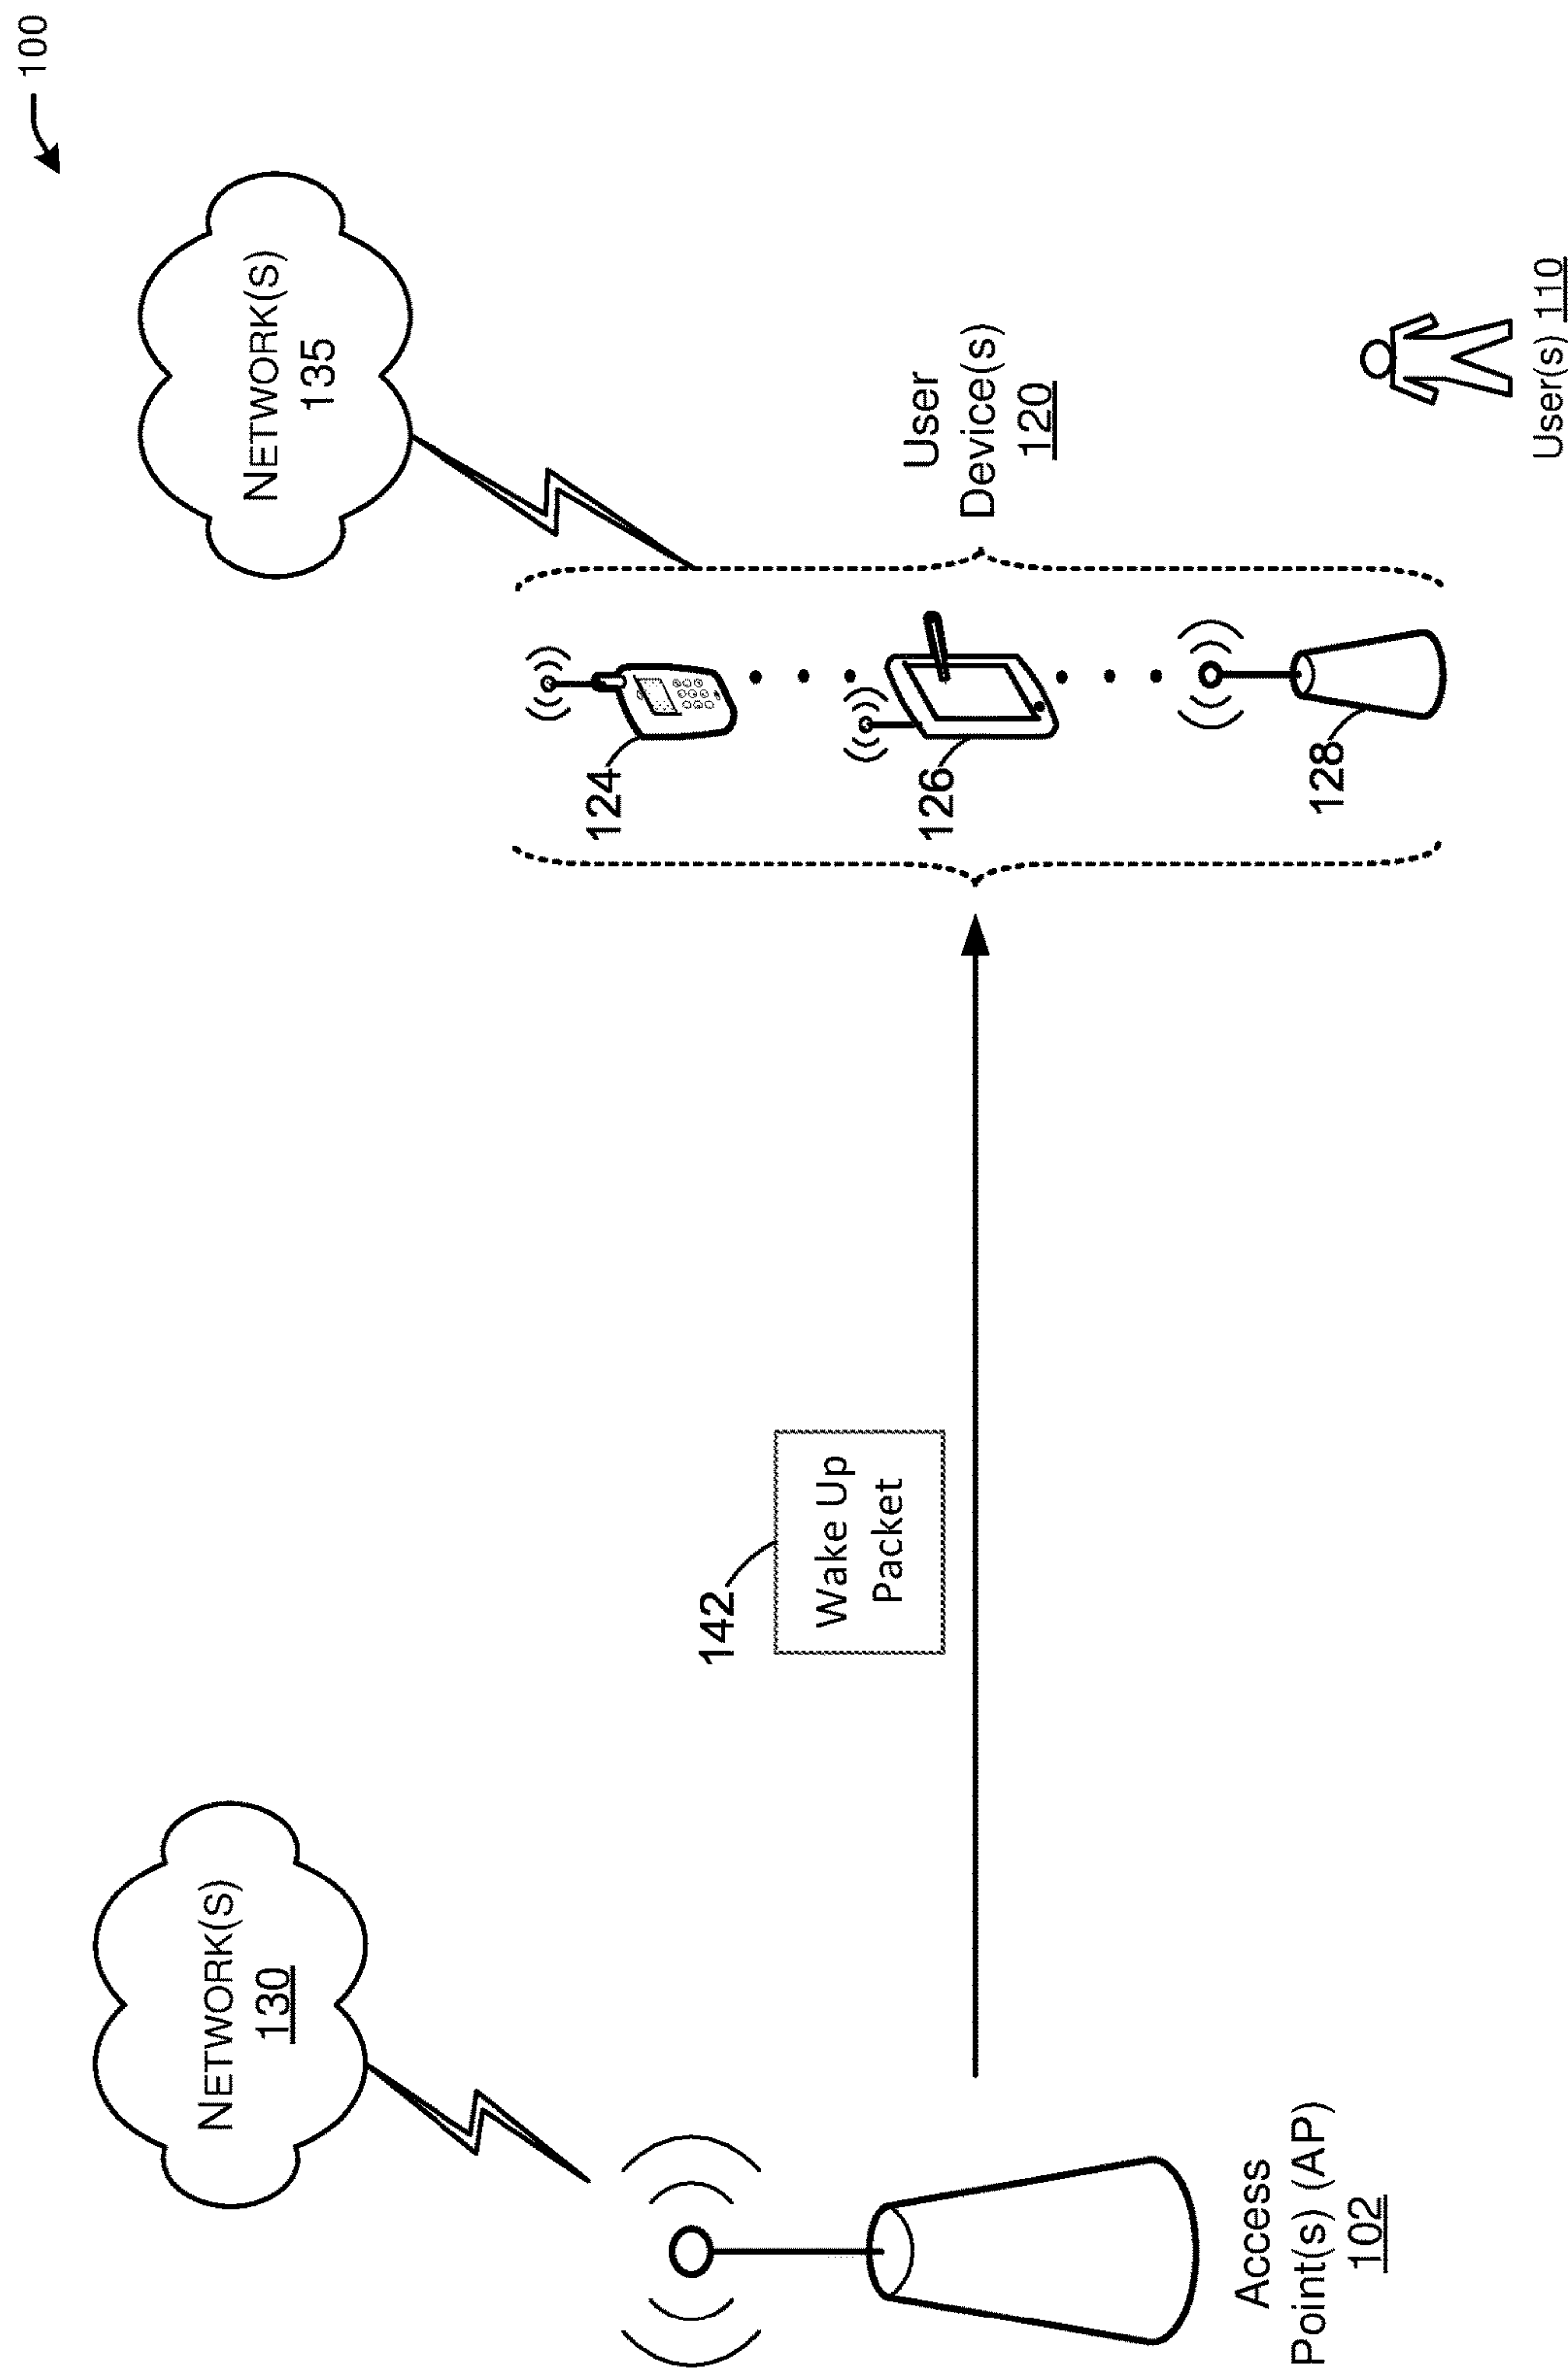 100
NETWORK(S)
130
NETWORK(S)
135
142
Wake Up
Packet
124
126
128
User
Device(s)
120
Access
Point(s) (AP)
102
User(s) 110